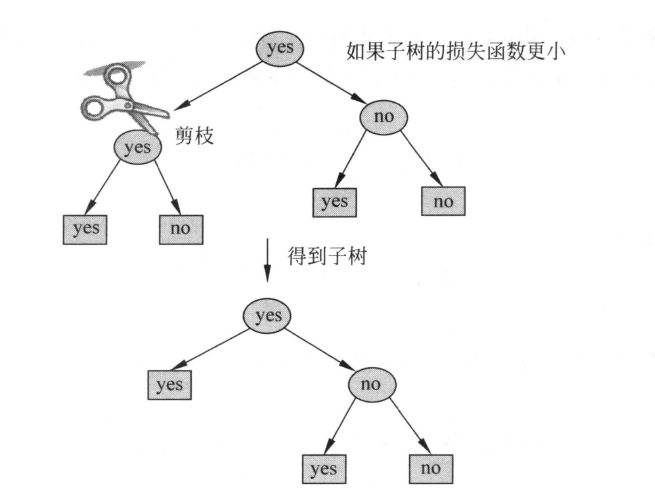 yes
如果子树的损失函数更小
no
剪枝
yes
yes
no
yes
no
得到子树
yes
yes
no
yes
no